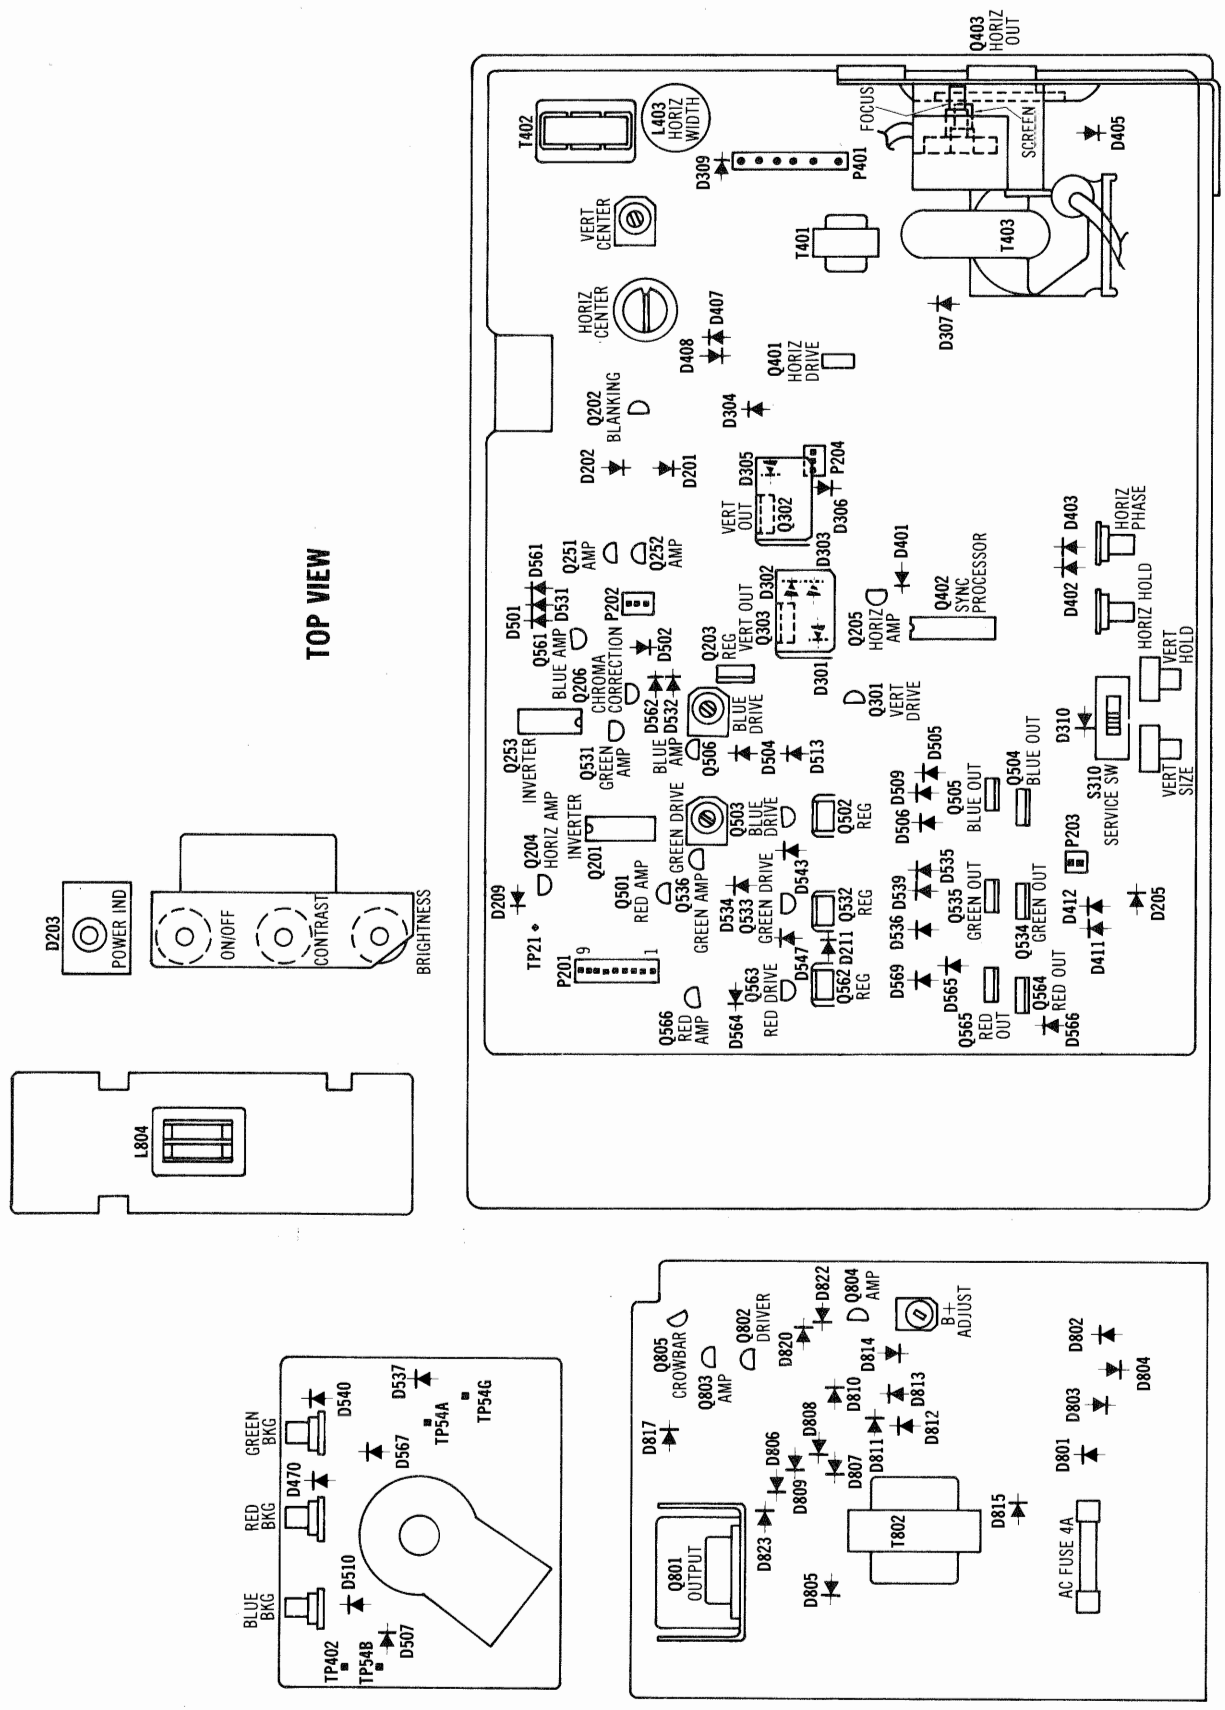 TOP VIEW
D203
POWER IND
ON/OFF
CONTRAST
BRIGHTNESS
L804
GREEN
BKG
RED
BKG
BLUE
BKG
D540
D537
TP54A
TP54G
D470
D567
D510
TP402
TP54B
D507
Q403
HORIZ
OUT
T402
L403
HORIZ
WIDTH
FOCUS
SCREEN
D405
D309
P401
VERT
CENTER
T401
T403
HORIZ
CENTER
D407
D408
D307
Q401
HORIZ
DRIVE
Q202
BLANKING
D304
D202
D201
D305
P204
VERT
OUT
Q302
D306
D303
D501
D561
D531
Q251
AMP
Q252
AMP
P202
D302
D401
Q402
SYNC
PROCESSOR
D403
D402
HORIZ
PHASE
HORIZ HOLD
Q561
BLUE AMP
Q206
CHROMA
CORRECTION
D502
Q203
REG
VERT OUT
Q303
D301
Q205
HORIZ
AMP
VERT
HOLD
D562
D532
BLUE
DRIVE
Q301
VERT
DRIVE
D310
Q253
INVERTER
Q531
GREEN
AMP
BLUE
AMP
Q506
D504
D513
D505
D509
D506
Q505
BLUE OUT
Q504
BLUE OUT
S310
SERVICE SW
VERT
SIZE
Q204
HORIZ AMP
INVERTER
Q201
GREEN DRIVE
Q503
BLUE
DRIVE
Q502
REG
P203
D209
Q501
RED AMP
Q536
GREEN AMP
D534
Q533
GREEN DRIVE
D543
Q532
REG
D535
D539
D536
Q535
GREEN OUT
Q534
GREEN OUT
D412
D411
D205
TP21
P201
9
1
D547
D211
Q566
RED
AMP
D564
Q563
RED DRIVE
Q562
REG
D569
D565
Q565
RED
OUT
Q564
RED OUT
D566
Q805
CROWBAR
Q803
AMP
Q802
DRIVER
D820
D822
Q804
AMP
B+
ADJUST
D814
D802
D804
D803
D801
D817
D810
D813
D812
D811
D808
D807
D806
D809
D823
Q801
OUTPUT
D805
T802
D815
AC FUSE 4A